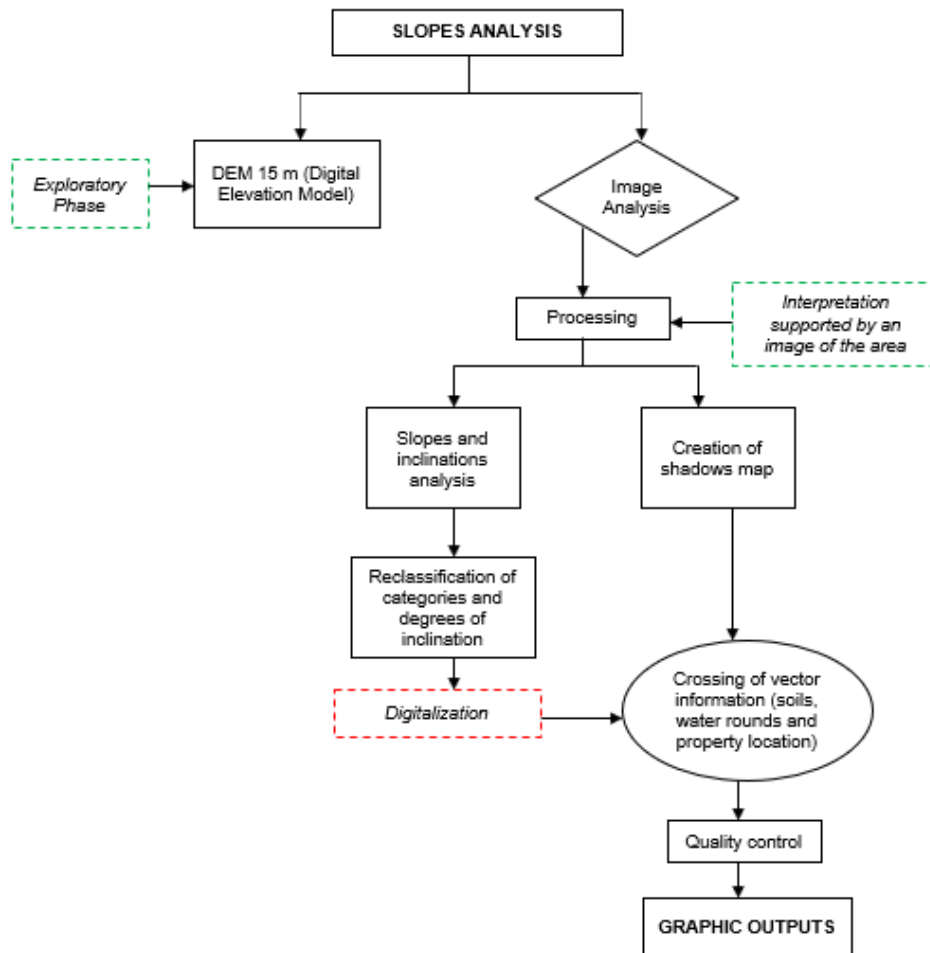 SLOPES ANALYSIS
Exploratory
Phase
DEM 15 m (Digital
Elevation Model)
Image
Analysis
Processing
Interpretation
supported by an
image of the area
Slopes and
inclinations
analysis
Creation of
shadows map
Reclassification of
categories and
degrees of
inclination
Digitalization
Crossing of vector
information (soils,
water rounds and
property location)
Quality control
GRAPHIC OUTPUTS